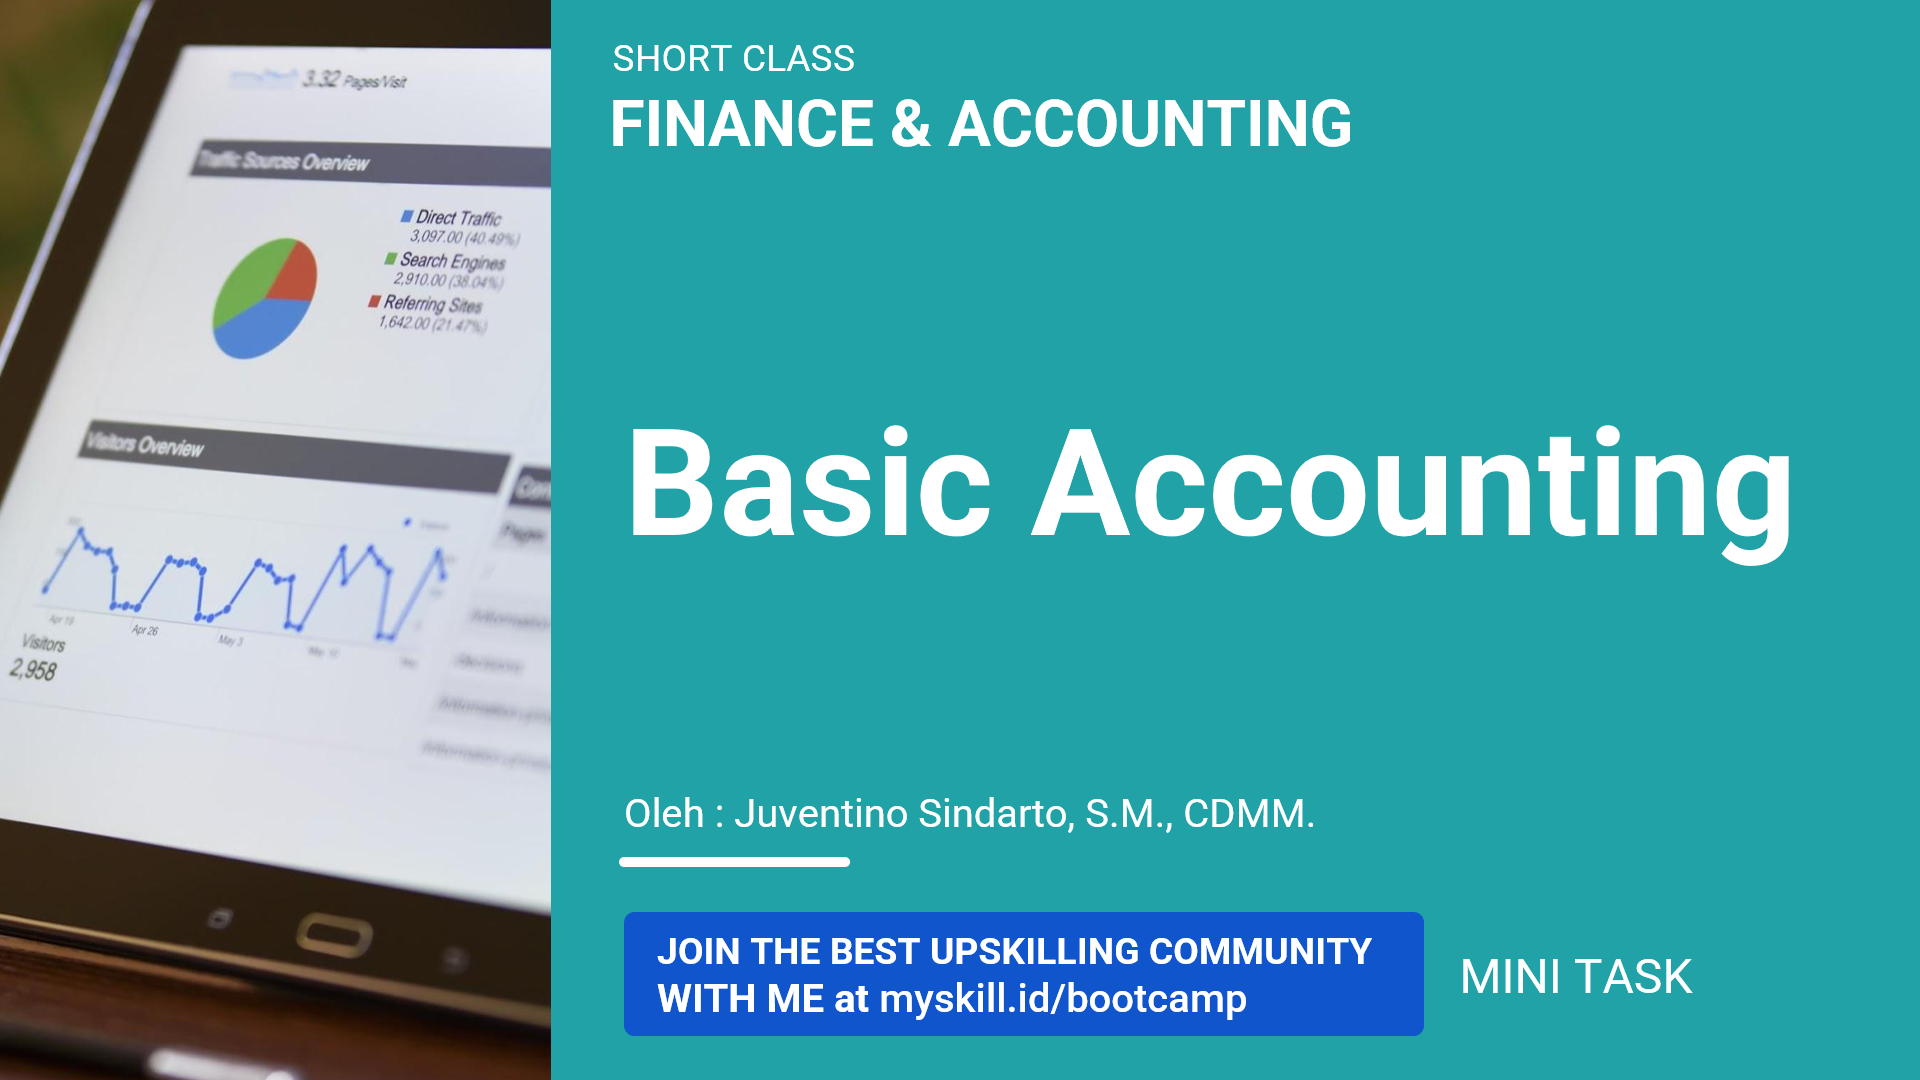 3.32 Pages/Visit
Traffic Sources Overview
Direct Traffic
3,097.00 (40.49%)
Search Engines
2,910.00 (38.04%)
Referring Sites
1,642.00 (21.47%)
Visitors Overview
Apr 19
Apr 26
May 3
Visitors
2,958
SHORT CLASS
FINANCE & ACCOUNTING
Basic Accounting
Oleh : Juventino Sindarto, S.M., CDMM.
JOIN THE BEST UPSKILLING COMMUNITY
WITH ME at myskill.id/bootcamp
MINI TASK